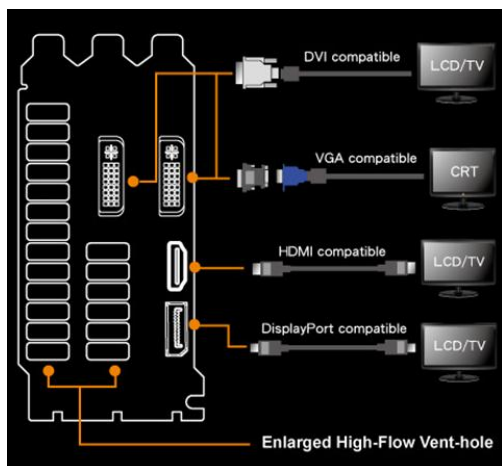 DVI compatible
LCD/TV
VGA compatible
CRT
HDMI compatible
LCD/TV
DisplayPort compatible
LCD/TV
Enlarged High-Flow Vent-hole